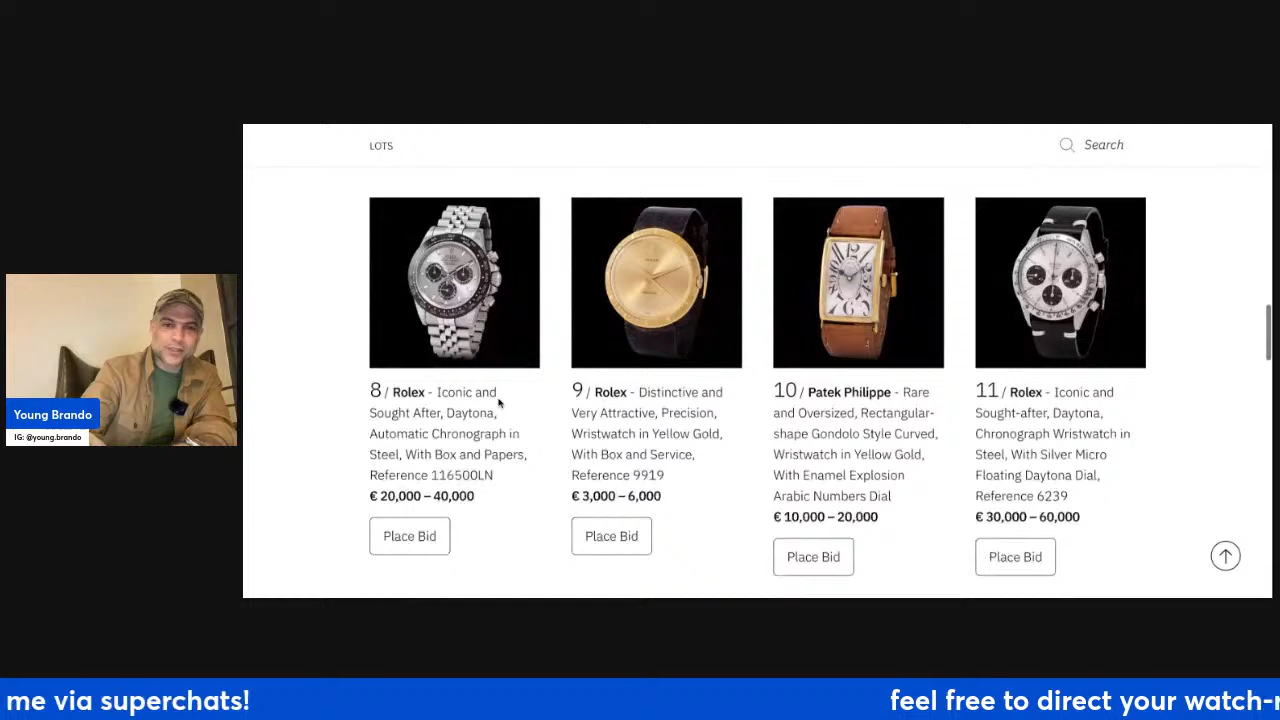 LOTS
Search
8 / Rolex - Iconic and
Sought After, Daytona,
Automatic Chronograph in
Steel, With Box and Papers,
Reference 116500LN
€ 20,000 – 40,000
Place Bid
9 / Rolex - Distinctive and
Very Attractive, Precision,
Wristwatch in Yellow Gold,
With Box and Service,
Reference 9919
€ 3,000 – 6,000
Place Bid
10 / Patek Philippe - Rare
and Oversized, Rectangular-
shape Gondolo Style Curved,
Wristwatch in Yellow Gold,
With Enamel Explosion
Arabic Numbers Dial
€ 10,000 – 20,000
Place Bid
11 / Rolex - Iconic and
Sought-after, Daytona,
Chronograph Wristwatch in
Steel, With Silver Micro
Floating Daytona Dial,
Reference 6239
€ 30,000 – 60,000
Place Bid
Young Brando
IG: @young.brando
me via superchats!
feel free to direct your watch-